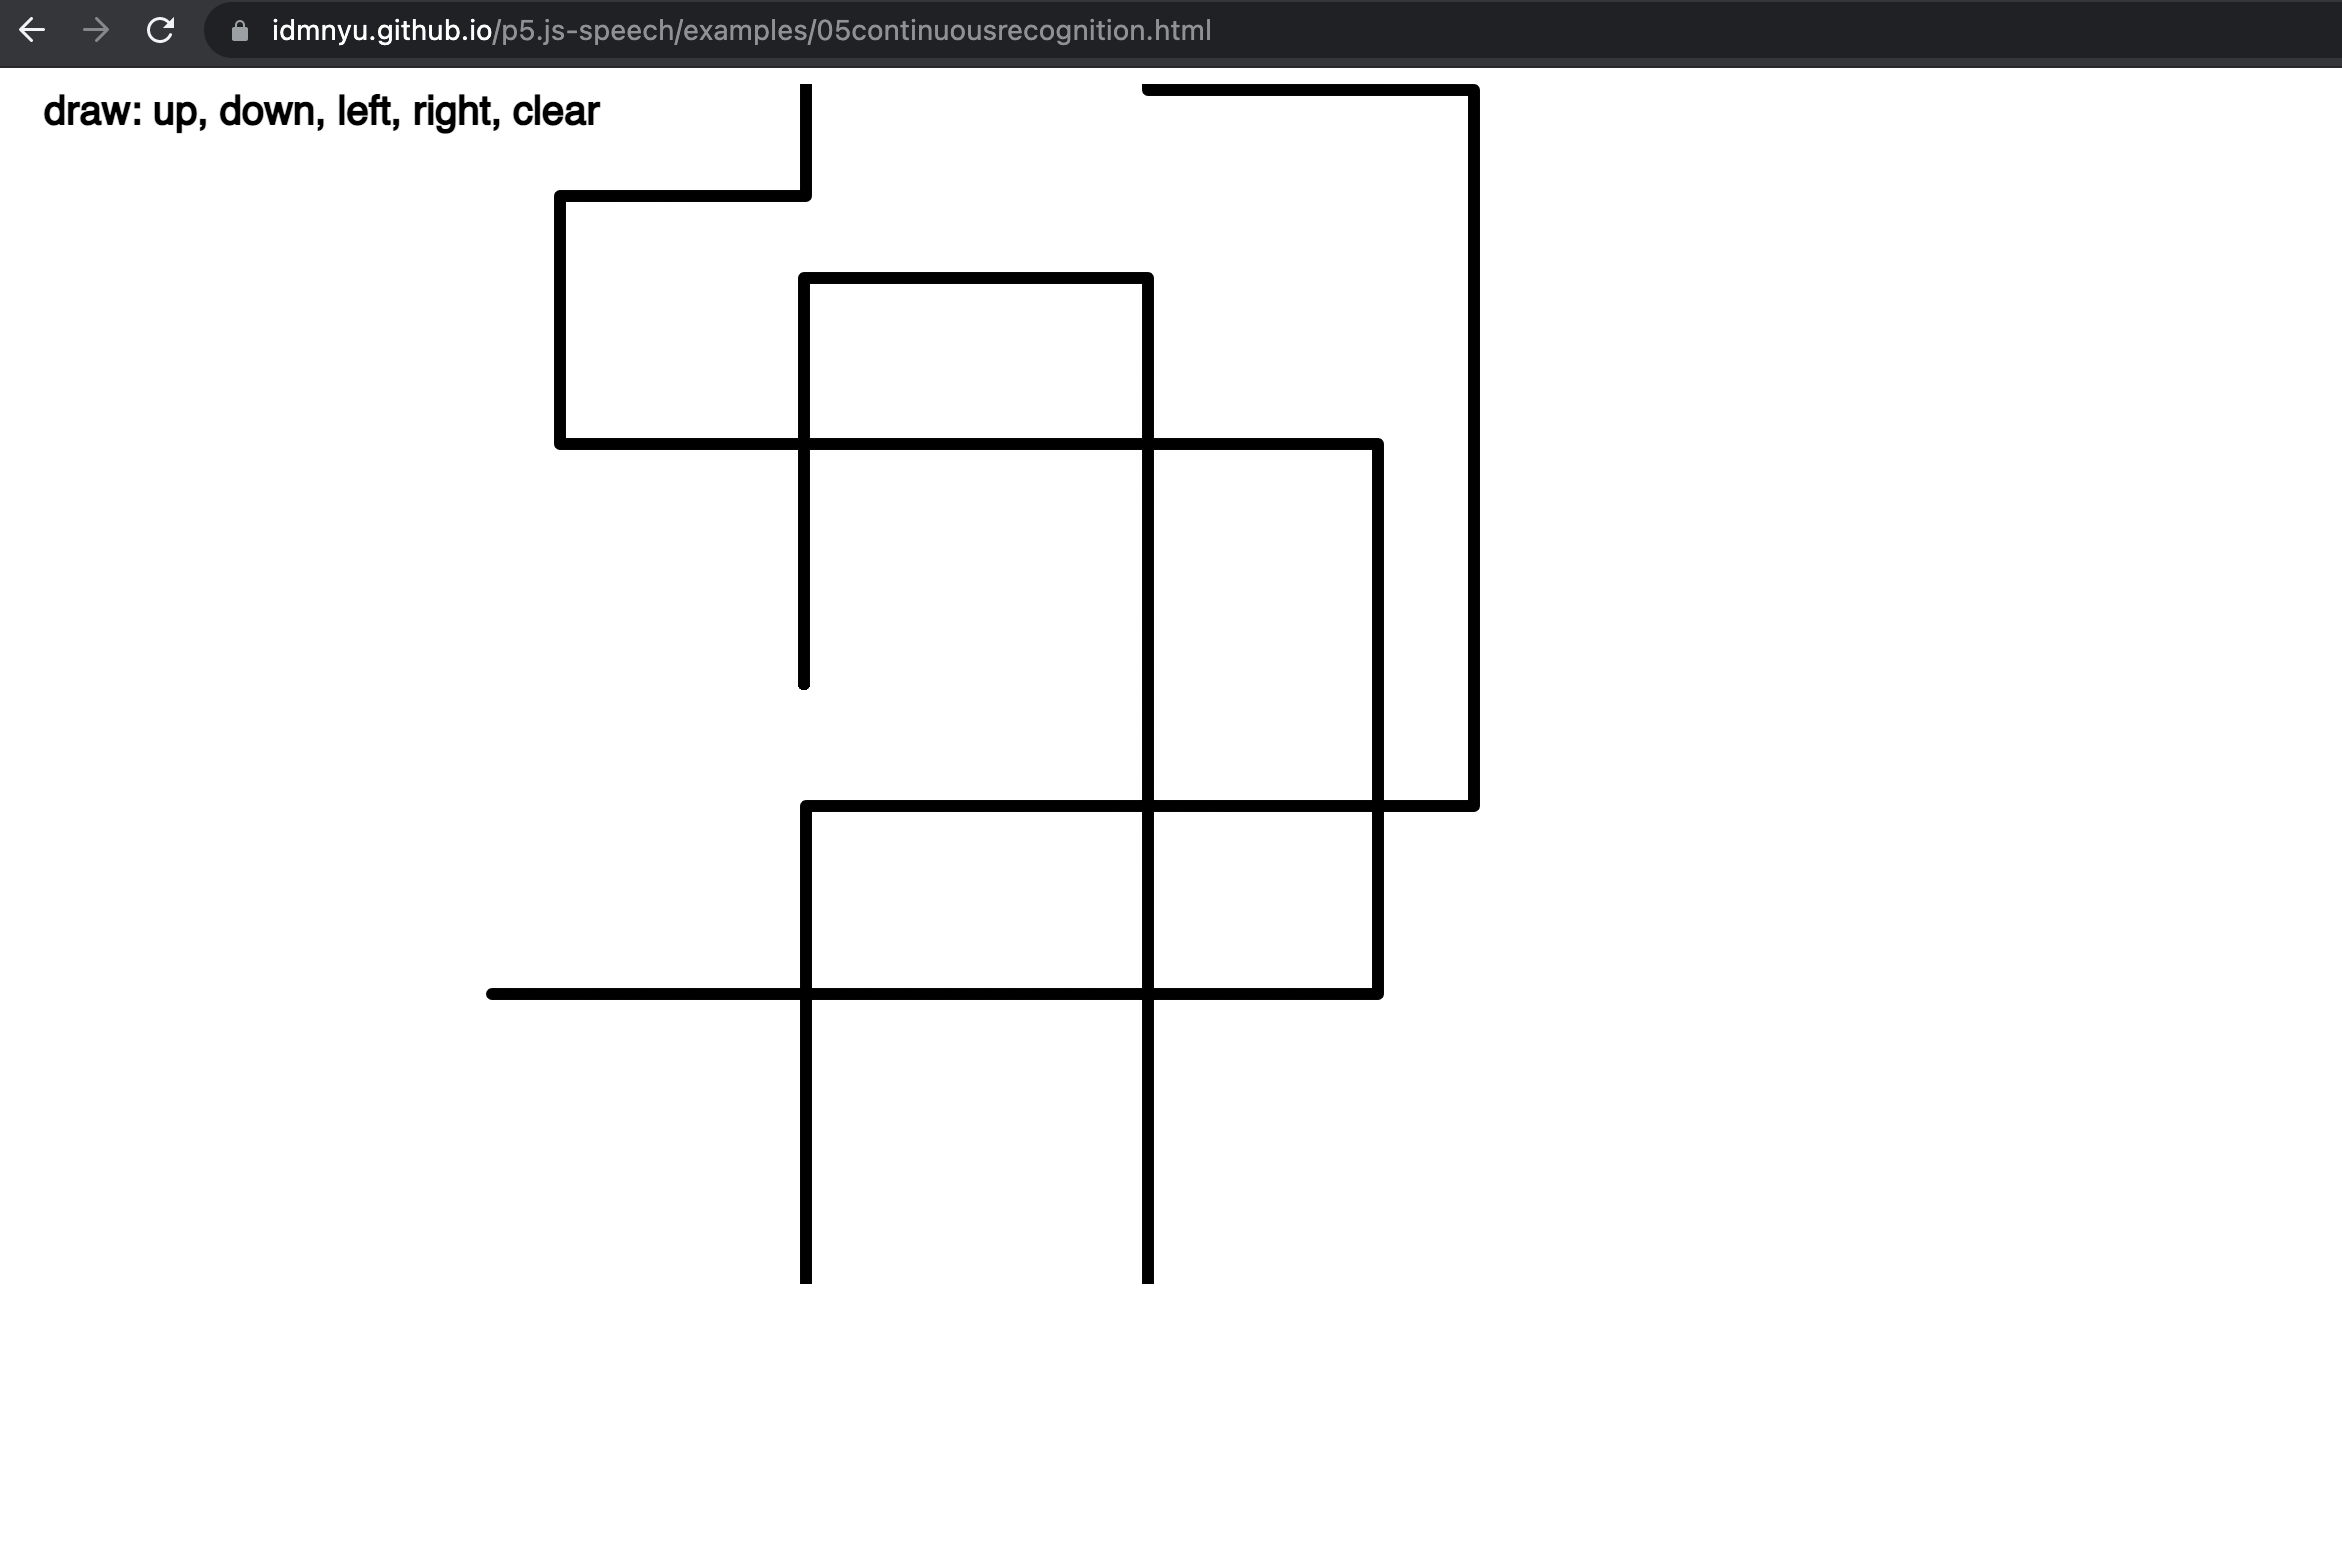 idmnyu.github.io/p5.js-speech/examples/05continuousrecognition.html
draw: up, down, left, right, clear